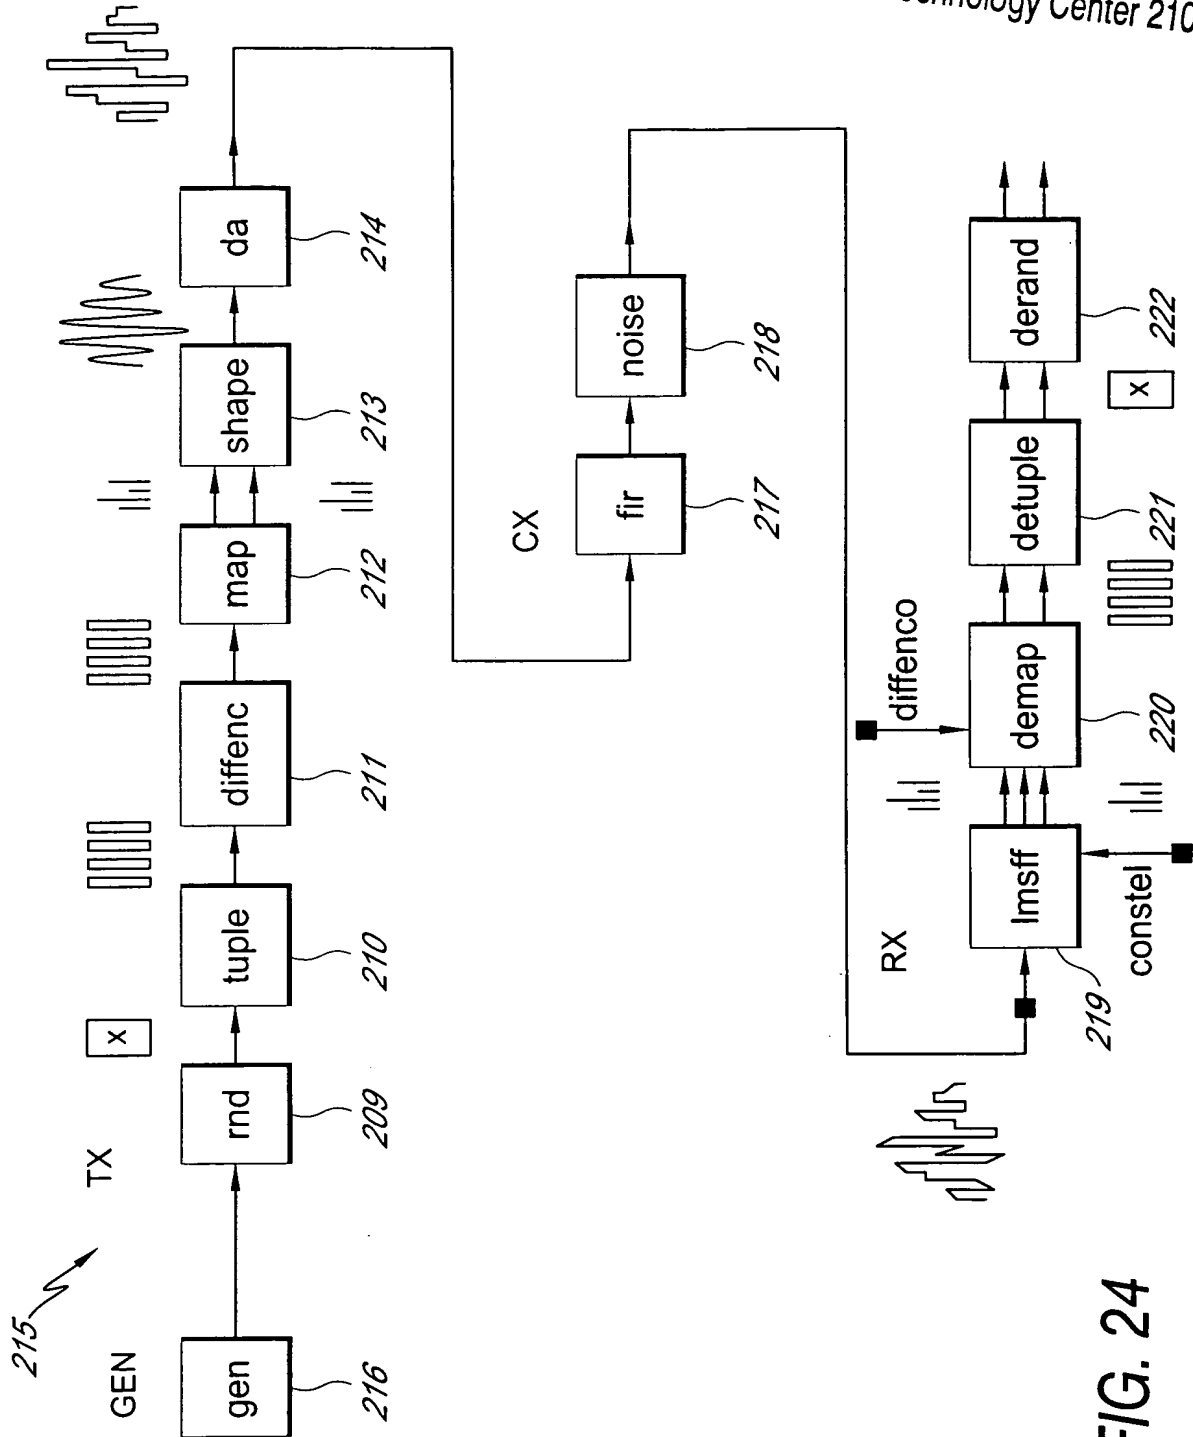 Technology Center 210
215
GEN
TX
gen
216
rnd
209
x
tuple
210
diffenc
211
map
212
shape
213
da
214
CX
fir
217
noise
218
RX
lmsff
219
constel
diffenco
demap
220
detuple
221
x
derand
222
FIG. 24